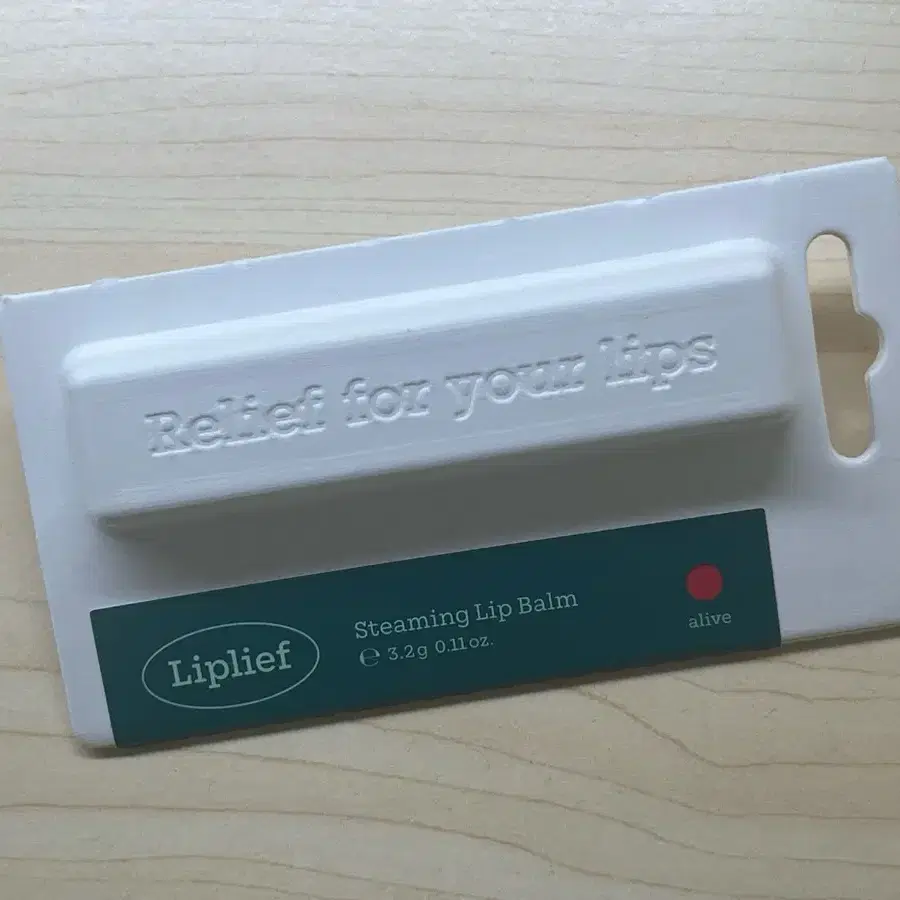 Relief for your lips
Liplief
Steaming Lip Balm
℮ 3.2g 0.11oz.
alive